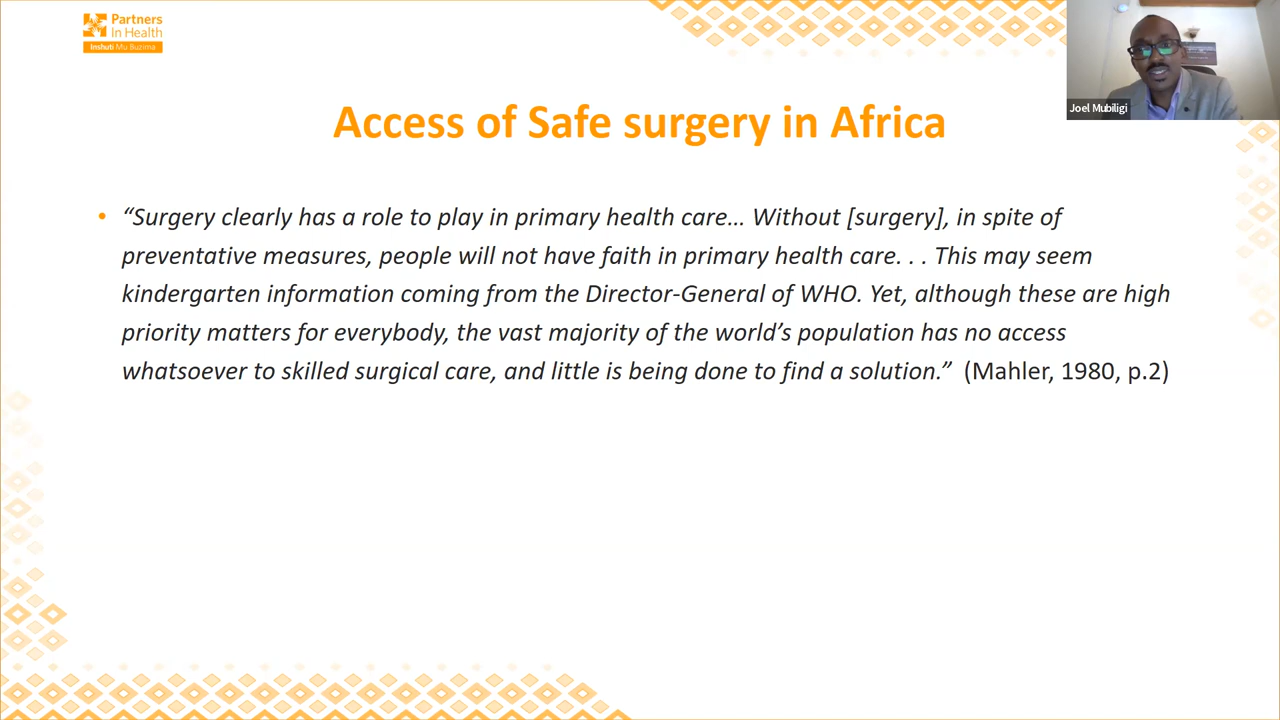 Partners
In Health
Inshuti Mu Buzima
Joel Mubiligi
Access of Safe surgery in Africa
• “Surgery clearly has a role to play in primary health care… Without [surgery], in spite of
preventative measures, people will not have faith in primary health care. . . This may seem
kindergarten information coming from the Director-General of WHO. Yet, although these are high
priority matters for everybody, the vast majority of the world’s population has no access
whatsoever to skilled surgical care, and little is being done to find a solution.” (Mahler, 1980, p.2)